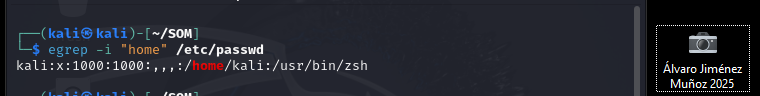 ┌──(kali㉿kali)-[~/SOM]
└─$ egrep -i "home" /etc/passwd
kali:x:1000:1000:,,,:/home/kali:/usr/bin/zsh
┌──(kali㉿kali)-[~/SOM]
Álvaro Jiménez
Muñoz 2025